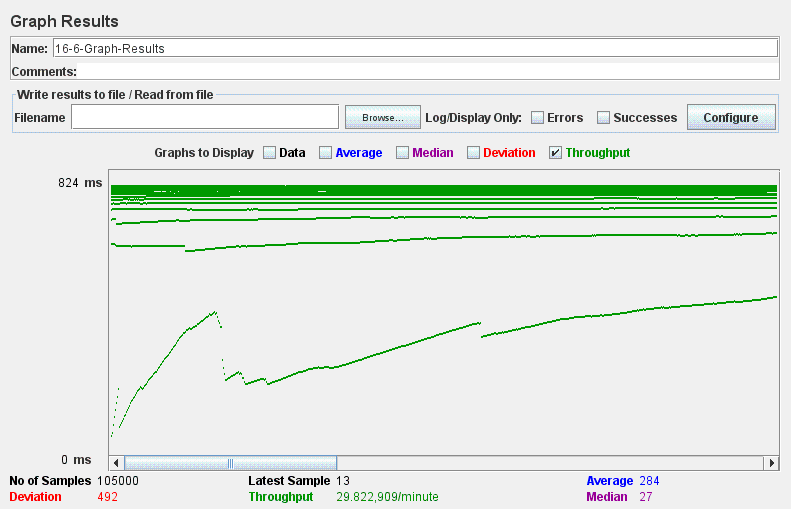 Graph Results
Name: 16-6-Graph-Results
Comments:
Write results to file / Read from file
Filename Browse... Log/Display Only: Errors Successes Configure
Graphs to Display Data Average Median Deviation Throughput
824 ms
0 ms
No of Samples 105000 Latest Sample 13 Average 284
Deviation 492 Throughput 29.822,909/minute Median 27